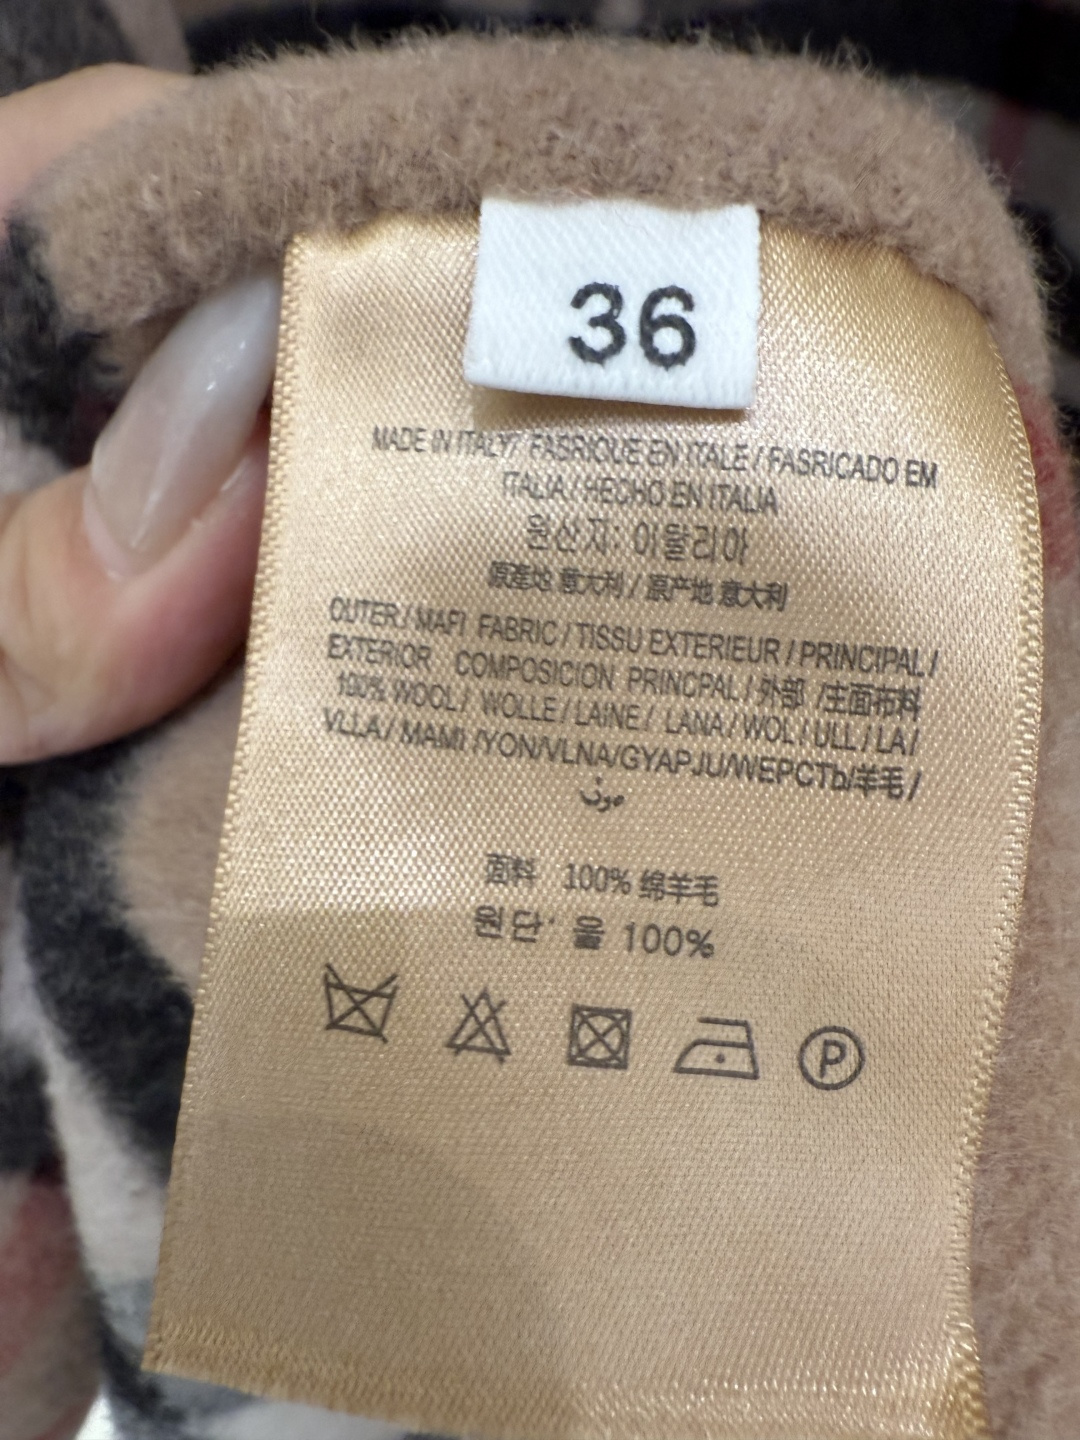 36
MADE IN ITALY/ FASRIQUE EN ITALE / FASRICADO EM
ITALIA / HECHO EN ITALIA
원산지: 이탈리아
原產地 意大利 / 原产地 意大利
OUTER / MAFI FABRIC / TISSU EXTERIEUR / PRINCIPAL /
EXTERIOR COMPOSICION PRINCPAL / 外部 /主面布料
100% WOOL / WOLLE / LAINE / LANA / WOL / ULL / LA /
VLLA / MAMI /YON/VLNA/GYAPJU/WEPCTb/羊毛 /
面料 100% 绵羊毛
원단: 울 100%
P